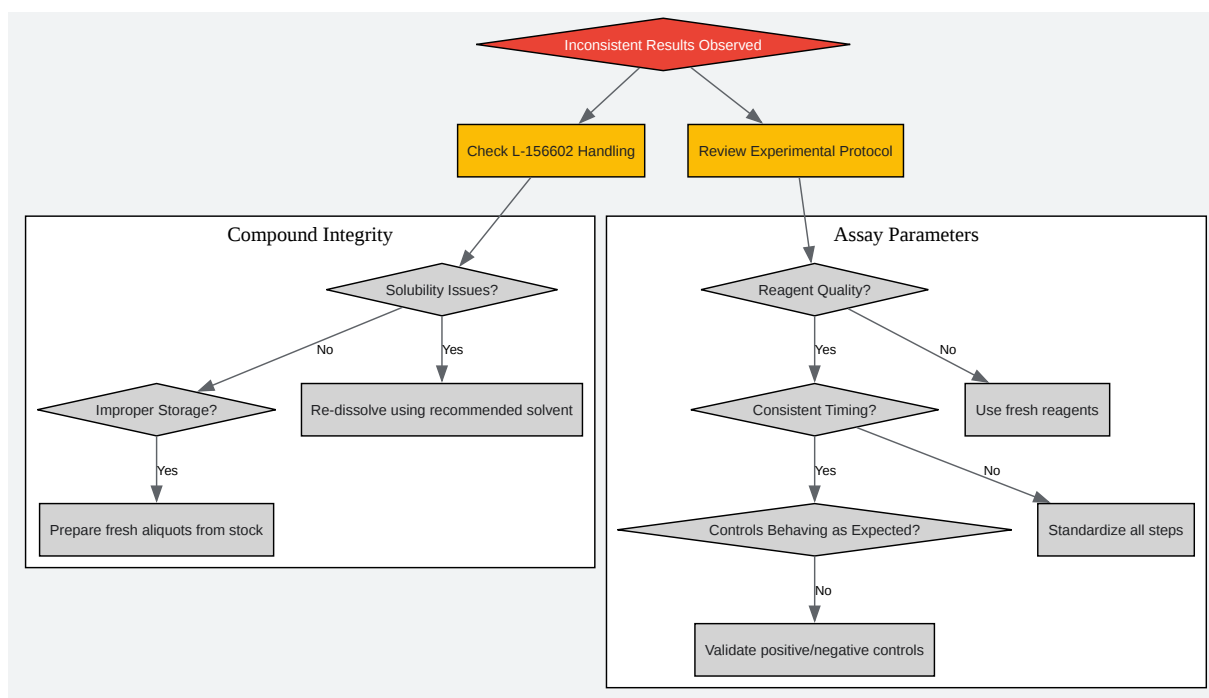 Inconsistent Results Observed
Check L-156602 Handling
Review Experimental Protocol
Compound Integrity
Solubility Issues?
No
Yes
Improper Storage?
Re-dissolve using recommended solvent
Yes
Prepare fresh aliquots from stock
Assay Parameters
Reagent Quality?
Yes
No
Consistent Timing?
Use fresh reagents
Yes
No
Controls Behaving as Expected?
Standardize all steps
No
Validate positive/negative controls